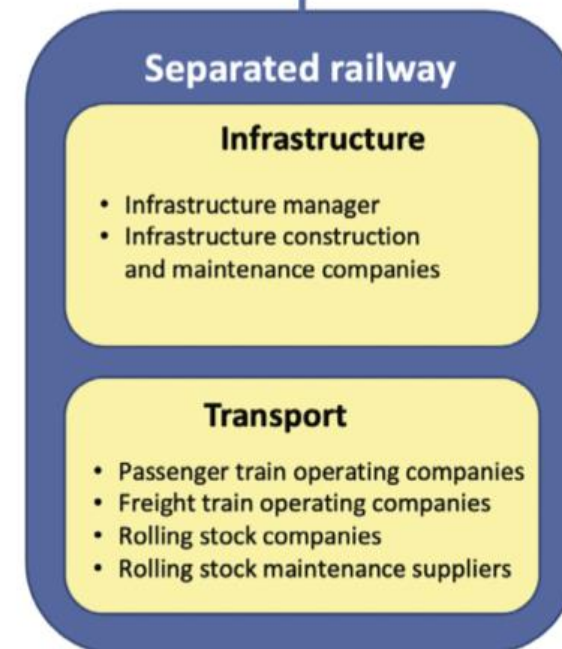 Separated railway
Infrastructure
• Infrastructure manager
• Infrastructure construction
and maintenance companies
Transport
• Passenger train operating companies
• Freight train operating companies
• Rolling stock companies
• Rolling stock maintenance suppliers